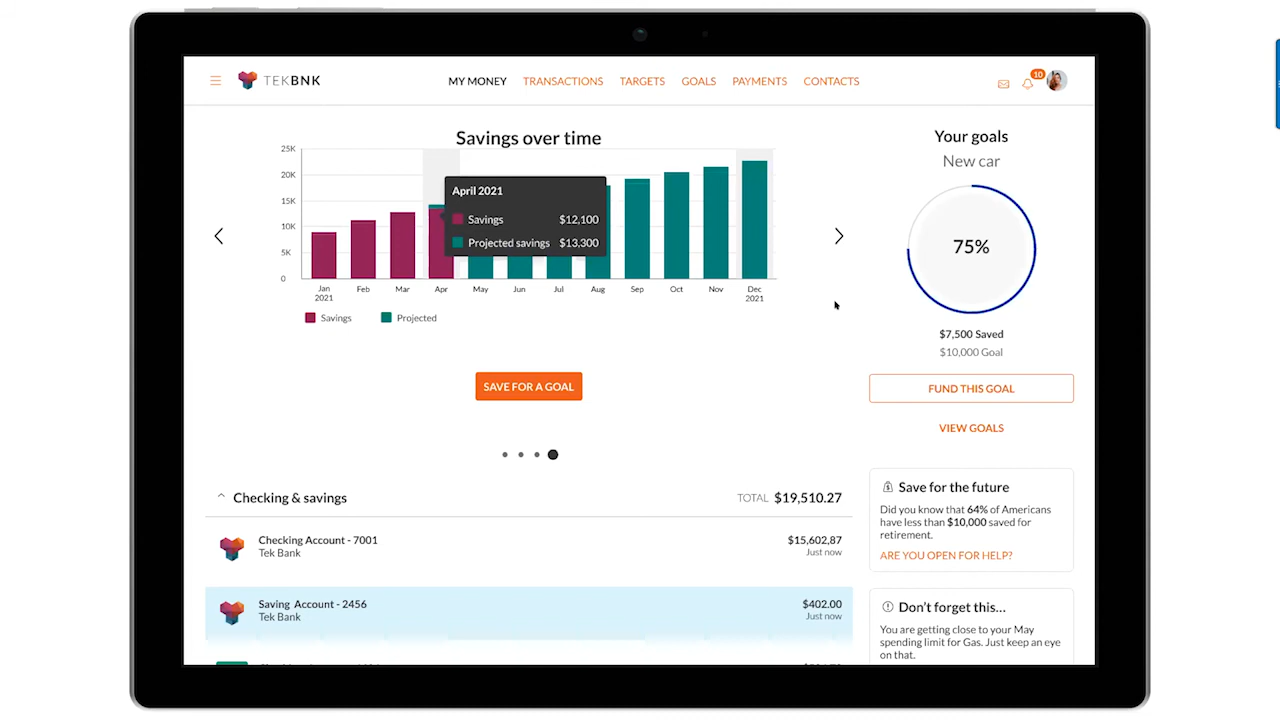 TEKBNK
MY MONEY TRANSACTIONS TARGETS GOALS PAYMENTS CONTACTS
10
Savings over time
25K
20K
15K
10K
5K
0
April 2021
Savings $12,100
Projected savings $13,300
Jan Feb Mar Apr May Jun Jul Aug Sep Oct Nov Dec
2021 2021
Savings Projected
SAVE FOR A GOAL
Your goals
New car
75%
$7,500 Saved
$10,000 Goal
FUND THIS GOAL
VIEW GOALS
Checking & savings TOTAL $19,510.27
Checking Account - 7001 $15,602,87
Tek Bank Just now
Saving Account - 2456 $402.00
Tek Bank Just now
Save for the future
Did you know that 64% of Americans
have less than $10,000 saved for
retirement.
ARE YOU OPEN FOR HELP?
Don't forget this...
You are getting close to your May
spending limit for Gas. Just keep an eye
on that.